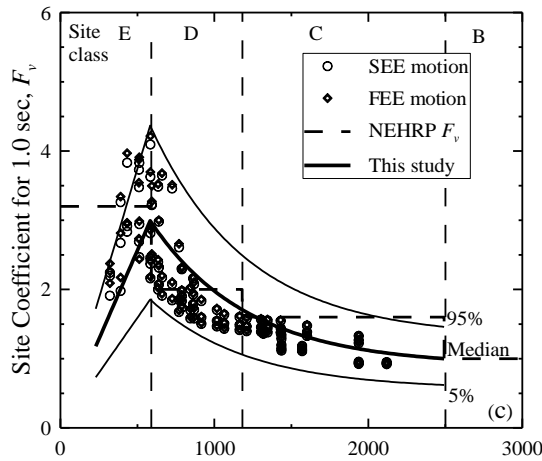 Site Coefficient for 1.0 sec, Fv
6
4
2
0
Site class
E
D
C
B
SEE motion
FEE motion
NEHRP Fv
This study
95%
Median
5%
(c)
0
1000
2000
3000